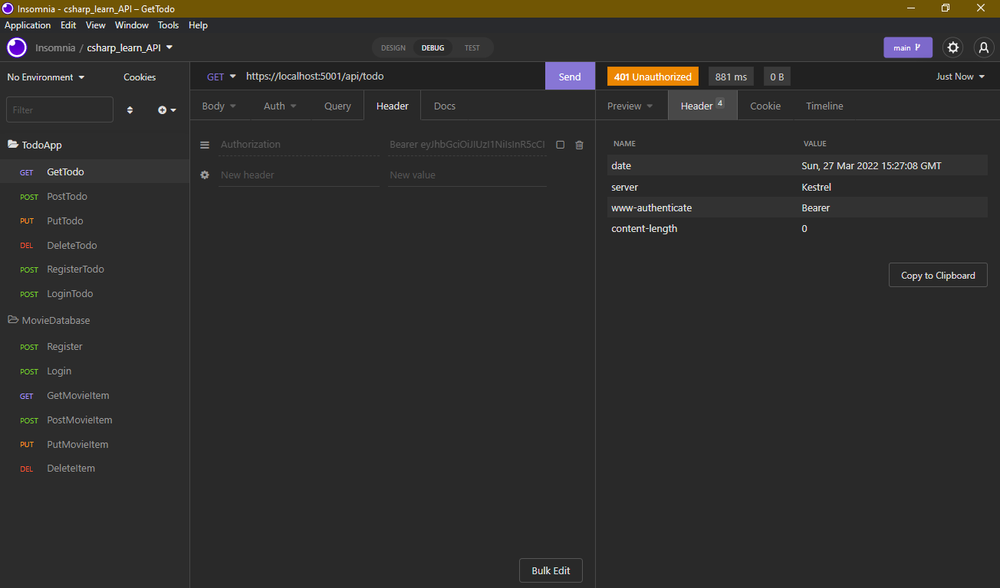 Insomnia - csharp_learn_API – GetTodo
Application Edit View Window Tools Help
Insomnia / csharp_learn_API
DESIGN DEBUG TEST
main
No Environment Cookies
GET https://localhost:5001/api/todo Send
401 Unauthorized 881 ms 0 B Just Now
Filter
Body Auth Query Header Docs
Preview Header 4 Cookie Timeline
TodoApp
GET GetTodo
POST PostTodo
PUT PutTodo
DEL DeleteTodo
POST RegisterTodo
POST LoginTodo
MovieDatabase
POST Register
POST Login
GET GetMovieItem
POST PostMovieItem
PUT PutMovieItem
DEL DeleteItem
Authorization Bearer
New header New value
Bulk Edit
NAME VALUE
date Sun, 27 Mar 2022 15:27:08 GMT
server Kestrel
www-authenticate Bearer
content-length 0
Copy to Clipboard